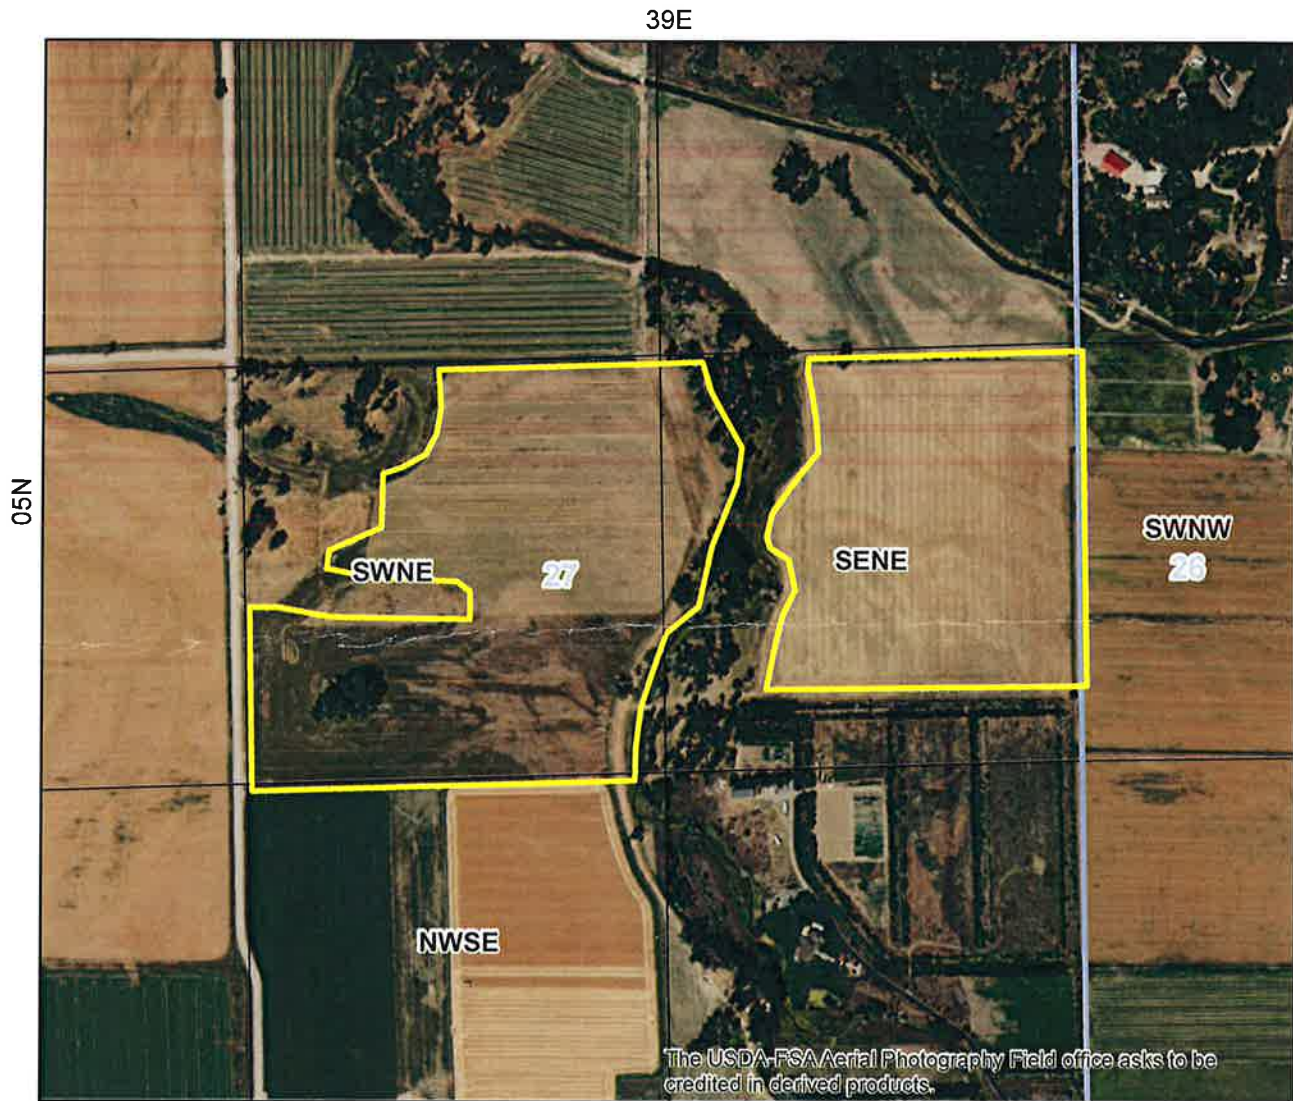 39E
05N
SWNE
27
SENE
SWNW
26
NWSE
The USDA-FSA Aerial Photography Field office asks to be
credited in derived products.